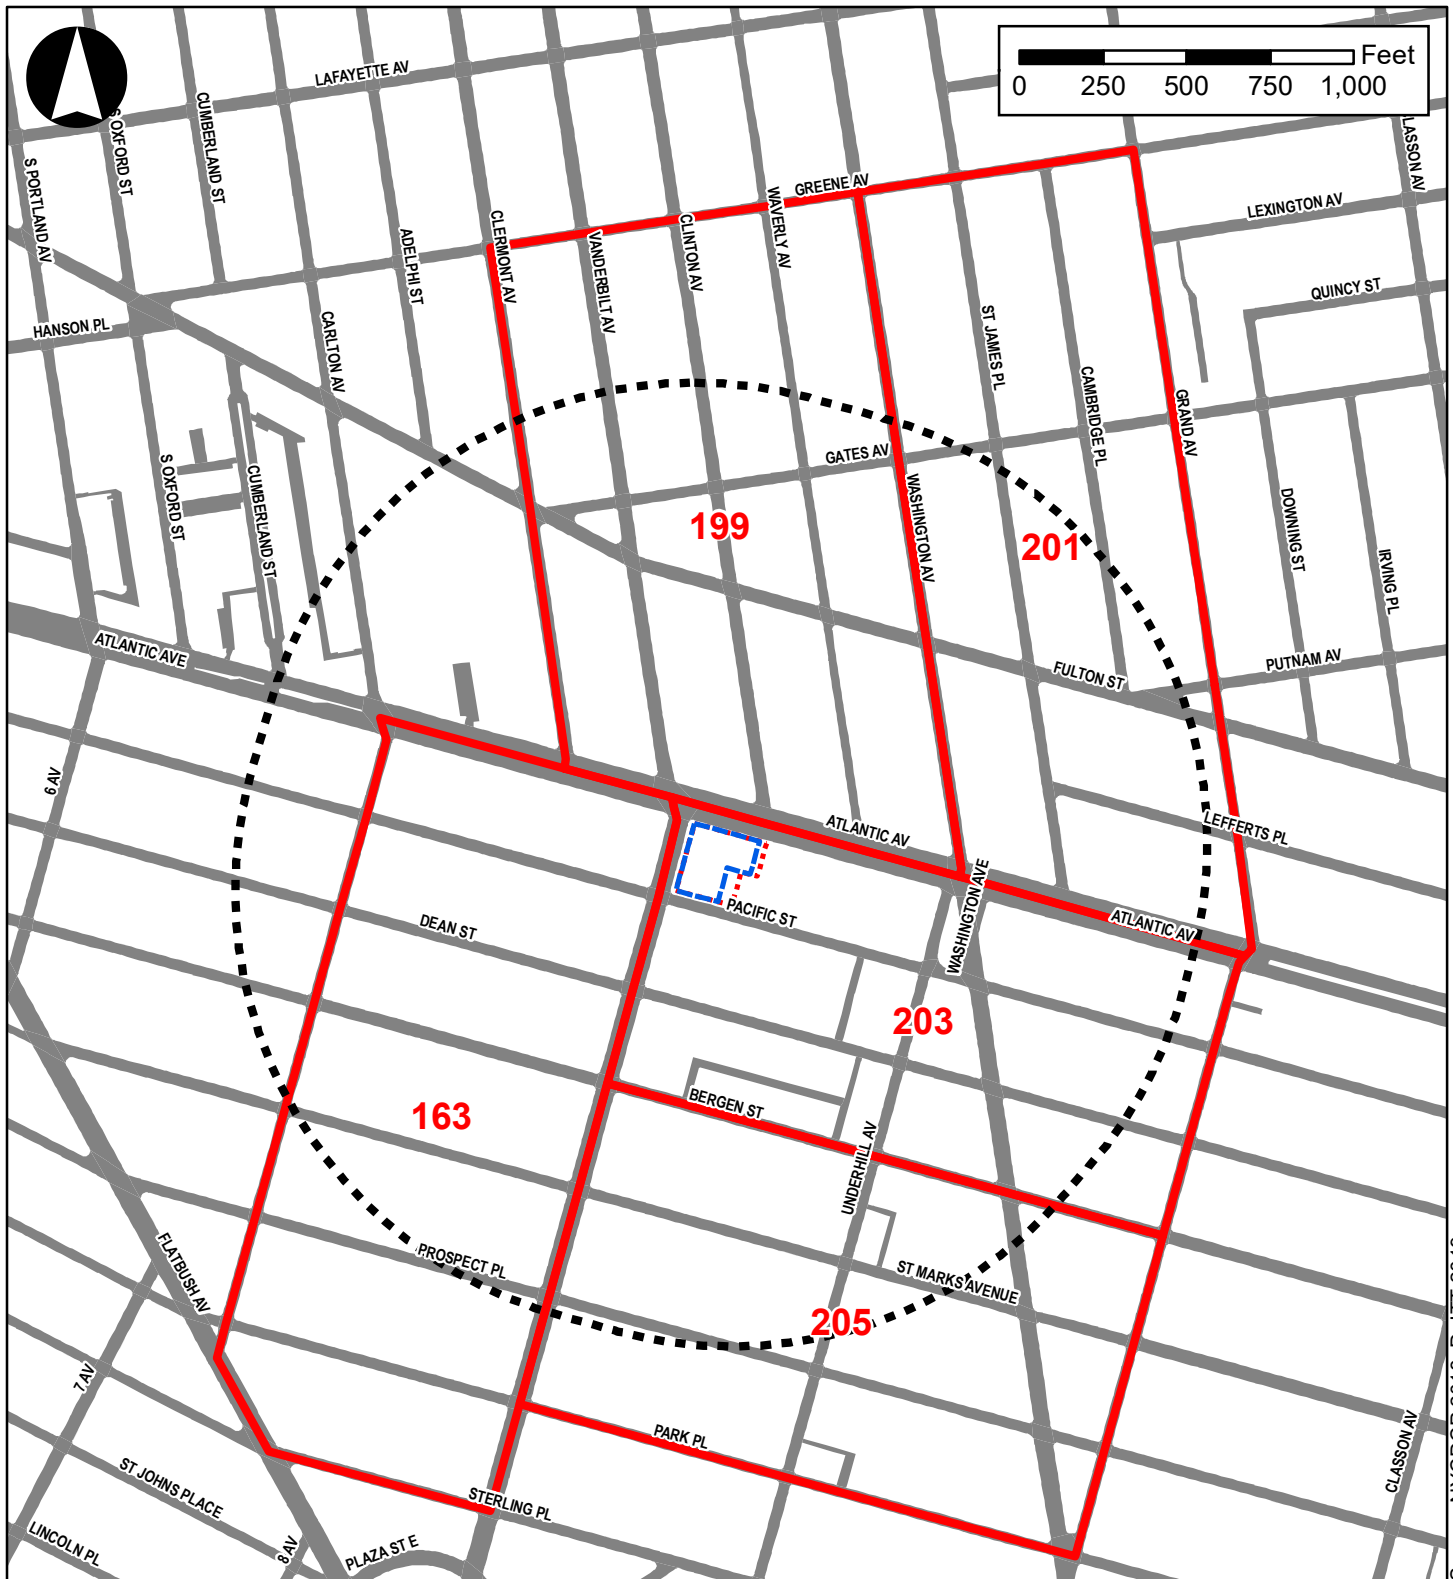 Feet
0 250 500 750 1,000
LAFAYETTE AV
S OXFORD ST
CUMBERLAND ST
S PORTLAND AV
LASSON AV
GREENE AV
LEXINGTON AV
CLERMONT AV
WAVERLY AV
CLINTON AV
VANDERBILT AV
ADELPHI ST
QUINCY ST
HANSON PL
CARLTON AV
ST JAMES PL
CAMBRIDGE PL
GRAND AV
GATES AV
S OXFORD ST
CUMBERLAND ST
WASHINGTON AV
DOWNING ST
IRVING PL
199
201
ATLANTIC AVE
FULTON ST
PUTNAM AV
6 AV
ATLANTIC AV
LEFFERTS PL
PACIFIC ST
DEAN ST
WASHINGTON AVE
ATLANTIC AV
203
163
BERGEN ST
UNDERHILL AV
FLATBUSH AV
PROSPECT PL
ST MARKS AVENUE
205
7 AV
PARK PL
CLASSON AV
ST JOHNS PLACE
STERLING PL
LINCOLN PL
8 AV
PLAZA ST E